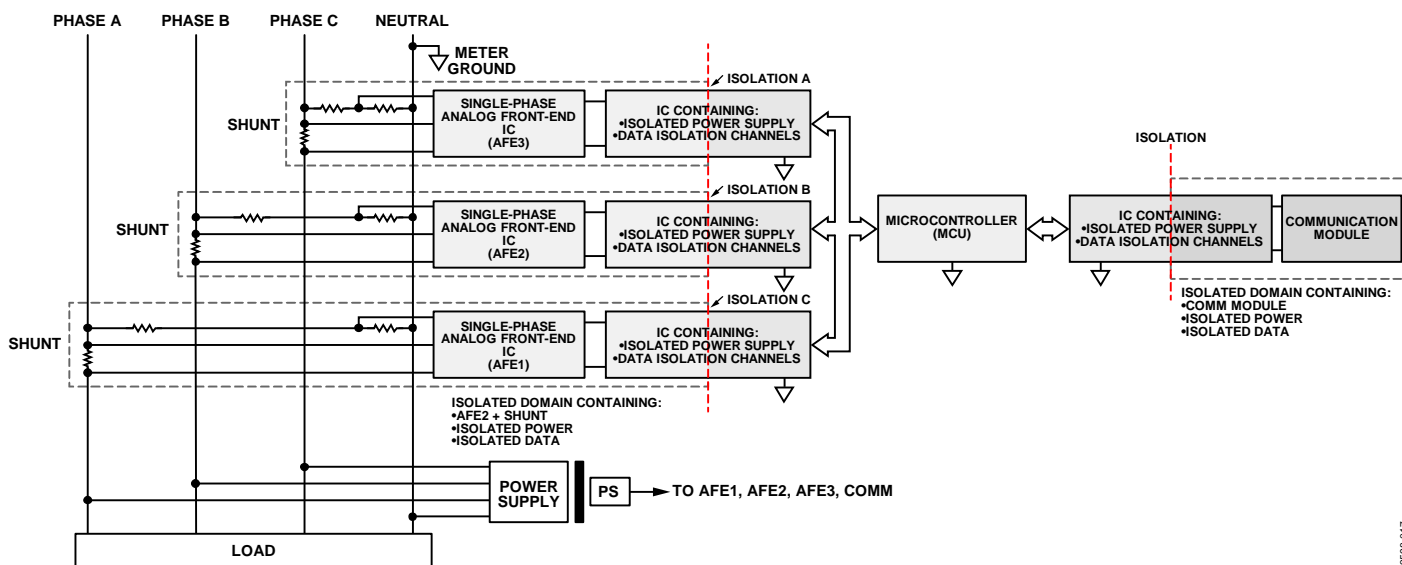 PHASE A
PHASE B
PHASE C
NEUTRAL
METER
GROUND
ISOLATION A
SHUNT
SINGLE-PHASE
ANALOG FRONT-END
IC
(AFE3)
IC CONTAINING:
•ISOLATED POWER SUPPLY
•DATA ISOLATION CHANNELS
ISOLATION B
SHUNT
SINGLE-PHASE
ANALOG FRONT-END
IC
(AFE2)
IC CONTAINING:
•ISOLATED POWER SUPPLY
•DATA ISOLATION CHANNELS
ISOLATION C
SHUNT
SINGLE-PHASE
ANALOG FRONT-END
IC
(AFE1)
IC CONTAINING:
•ISOLATED POWER SUPPLY
•DATA ISOLATION CHANNELS
MICROCONTROLLER
(MCU)
ISOLATION
IC CONTAINING:
•ISOLATED POWER SUPPLY
•DATA ISOLATION CHANNELS
COMMUNICATION
MODULE
ISOLATED DOMAIN CONTAINING:
•COMM MODULE
•ISOLATED POWER
•ISOLATED DATA
ISOLATED DOMAIN CONTAINING:
•AFE2 + SHUNT
•ISOLATED POWER
•ISOLATED DATA
POWER
SUPPLY
PS
TO AFE1, AFE2, AFE3, COMM
LOAD